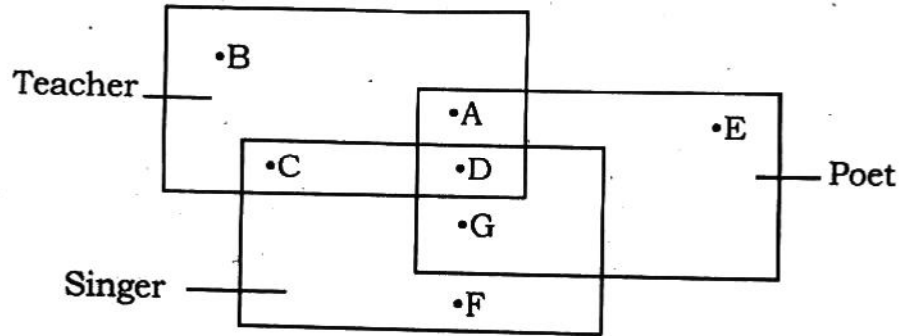 •B
Teacher
•A
•E
•C
•D
Poet
•G
Singer
•F